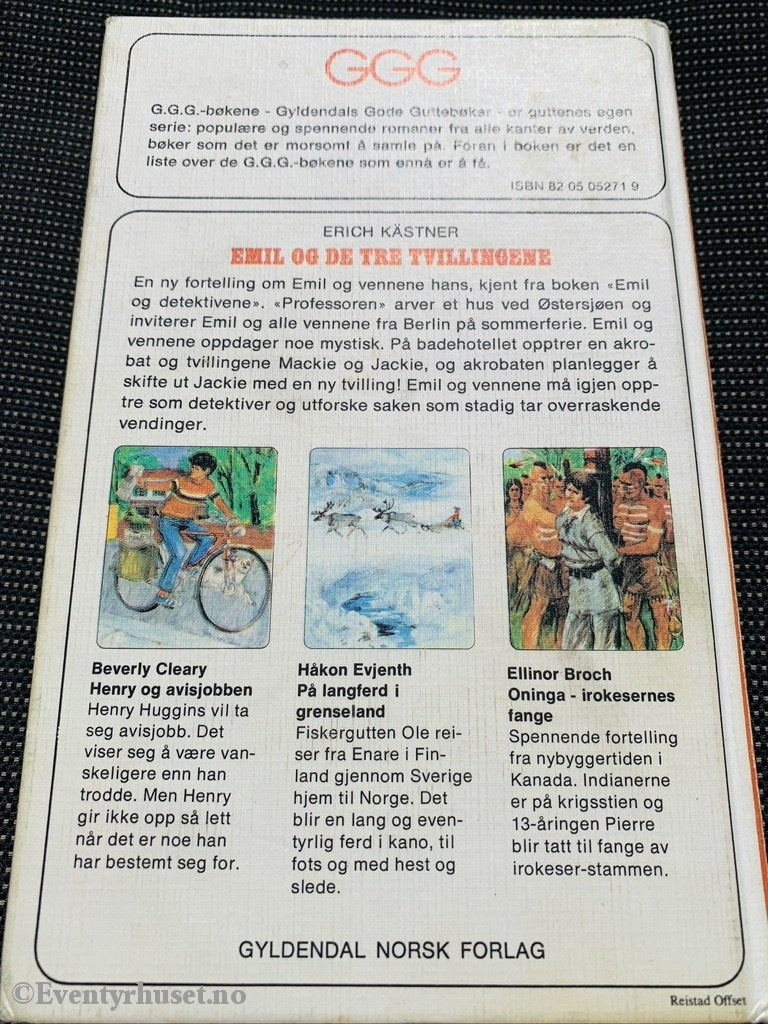 GGG
G.G.G.-bøkene - Gyldendals Gode Guttebøker - er guttenes egen
serie: populære og spennende romaner fra alle kanter av verden,
bøker som det er morsomt å samle på. Foran i boken er det en
liste over de G.G.G.-bøkene som ennå er å få.
ISBN 82 05 05271 9
ERICH KÄSTNER
EMIL OG DE TRE TVILLINGENE
En ny fortelling om Emil og vennene hans, kjent fra boken «Emil
og detektivene». «Professoren» arver et hus ved Østersjøen og
inviterer Emil og alle vennene fra Berlin på sommerferie. Emil og
vennene oppdager noe mystisk. På badehotellet opptrer en akro-
bat og tvillingene Mackie og Jackie, og akrobaten planlegger å
skifte ut Jackie med en ny tvilling! Emil og vennene må igjen opp-
tre som detektiver og utforske saken som stadig tar overraskende
vendinger.
Beverly Cleary
Henry og avisjobben
Henry Huggins vil ta
seg avisjobb. Det
viser seg å være van-
skeligere enn han
trodde. Men Henry
gir ikke opp så lett
når det er noe han
har bestemt seg for.
Håkon Evjenth
På langferd i
grenseland
Fiskergutten Ole rei-
ser fra Enare i Fin-
land gjennom Sverige
hjem til Norge. Det
blir en lang og even-
tyrlig ferd i kano, til
fots og med hest og
slede.
Ellinor Broch
Oninga - irokesernes
fange
Spennende fortelling
fra nybyggertiden i
Kanada. Indianerne
er på krigsstien og
13-åringen Pierre
blir tatt til fange av
irokeser-stammen.
GYLDENDAL NORSK FORLAG
Reistad Offset
©Eventyrhuset.no